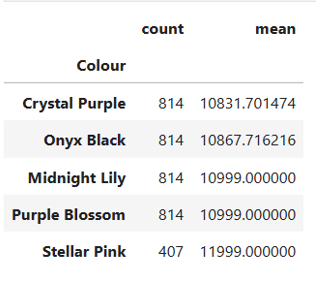 count mean
Colour
Crystal Purple 814 10831.701474
Onyx Black 814 10867.716216
Midnight Lily 814 10999.000000
Purple Blossom 814 10999.000000
Stellar Pink 407 11999.000000